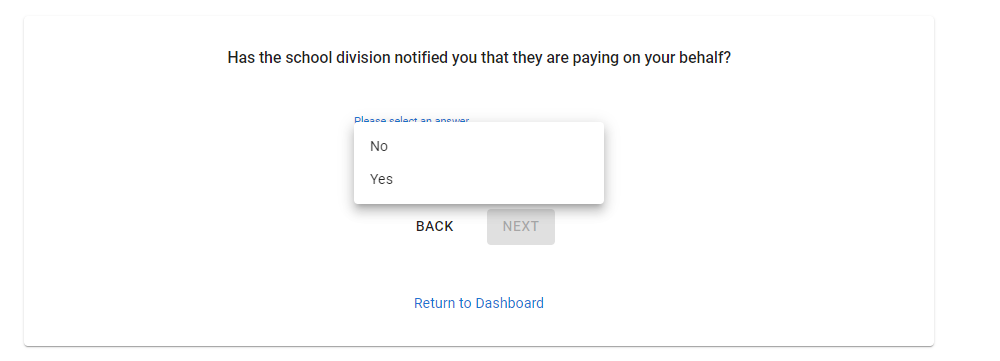 Has the school division notified you that they are paying on your behalf?
Please select an answer
No
Yes
BACK NEXT
Return to Dashboard